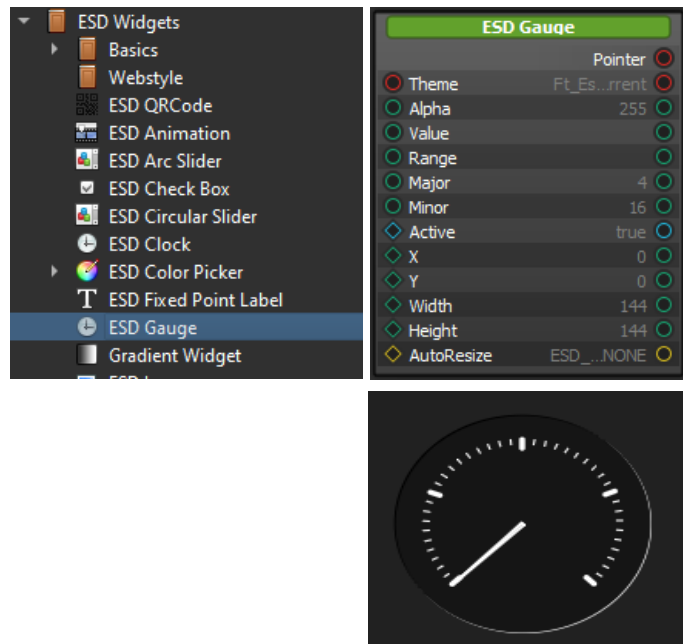 ESD Widgets
Basics
Webstyle
ESD QRCode
ESD Animation
ESD Arc Slider
ESD Check Box
ESD Circular Slider
ESD Clock
ESD Color Picker
ESD Fixed Point Label
ESD Gauge
Gradient Widget
ESD Gauge
Pointer
Theme Ft_Es...rrent
Alpha 255
Value
Range
Major 4
Minor 16
Active true
X 0
Y 0
Width 144
Height 144
AutoResize ESD_...NONE